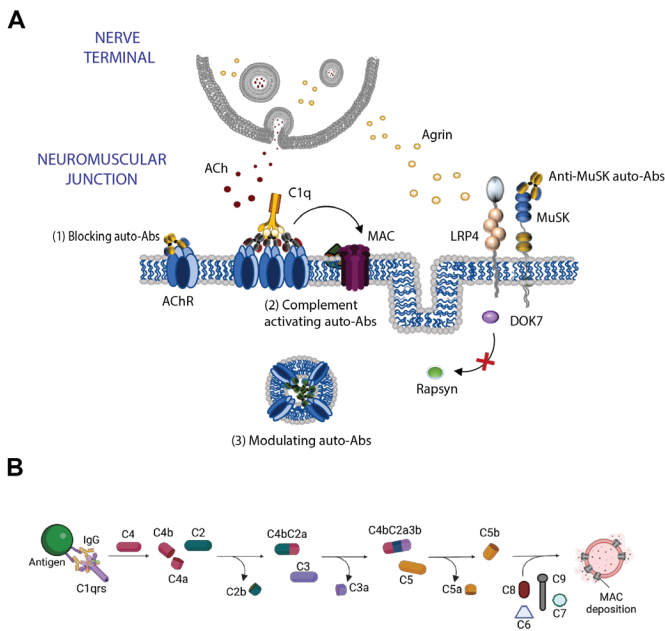 A
NERVE
TERMINAL
Agrin
NEUROMUSCULAR
JUNCTION
ACh
C1q
Anti-MuSK auto-Abs
MuSK
(1) Blocking auto-Abs
MAC
LRP4
AChR
(2) Complement
activating auto-Abs
DOK7
Rapsyn
(3) Modulating auto-Abs
B
IgG
Antigen
C1qrs
C4
C4b
C2
C4a
C4bC2a
C2b
C3
C3a
C4bC2a3b
C5
C5a
C5b
C8
C9
C6
C7
MAC
deposition